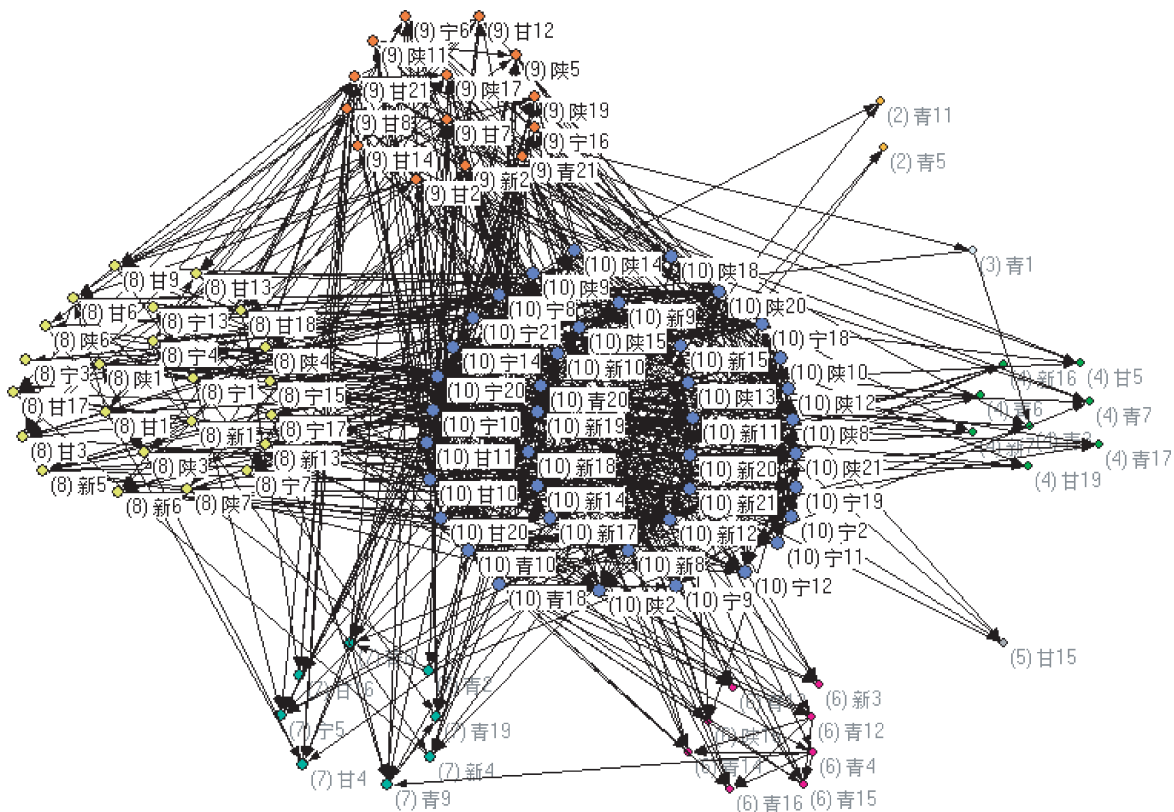 (9) 宁6
(9) 甘12
(9) 陕11
(9) 陕5
(9) 甘21
(9) 陕17
(9) 陕19
(9) 甘8
(9) 甘7
(9) 宁16
(9) 甘14
(9) 新2
(9) 青21
(9) 甘2
(2) 青11
(2) 青5
(3) 青1
(8) 甘9
(8) 甘13
(8) 甘6
(8) 宁13
(8) 甘18
(8) 陕6
(8) 宁4
(8) 陕4
(8) 宁3
(8) 陕1
(8) 宁1
(8) 宁15
(8) 甘17
(8) 甘1
(8) 新1
(8) 宁17
(8) 甘3
(8) 陕3
(8) 新13
(8) 新5
(8) 宁7
(8) 新6
(8) 陕7
(10) 陕14
(10) 陕18
(10) 陕9
(10) 陕20
(10) 宁8
(10) 新9
(10) 宁18
(10) 宁21
(10) 陕15
(10) 新15
(10) 陕10
(10) 宁14
(10) 新10
(10) 陕13
(10) 陕12
(10) 宁20
(10) 青20
(10) 新11
(10) 陕8
(10) 宁10
(10) 新19
(10) 新20
(10) 陕21
(10) 甘11
(10) 新18
(10) 新21
(10) 宁19
(10) 甘10
(10) 新14
(10) 新12
(10) 宁2
(10) 甘20
(10) 新17
(10) 宁11
(10) 青10
(10) 新8
(10) 宁12
(10) 青18
(10) 陕2
(10) 宁9
(4) 新16
(4) 甘5
(4) 青6
(4) 青7
(4) 青17
(4) 甘19
(5) 甘15
(7) 宁5
(7) 青19
(7) 甘4
(7) 新4
(7) 青9
(6) 新3
(6) 青12
(6) 青4
(6) 青16
(6) 青15